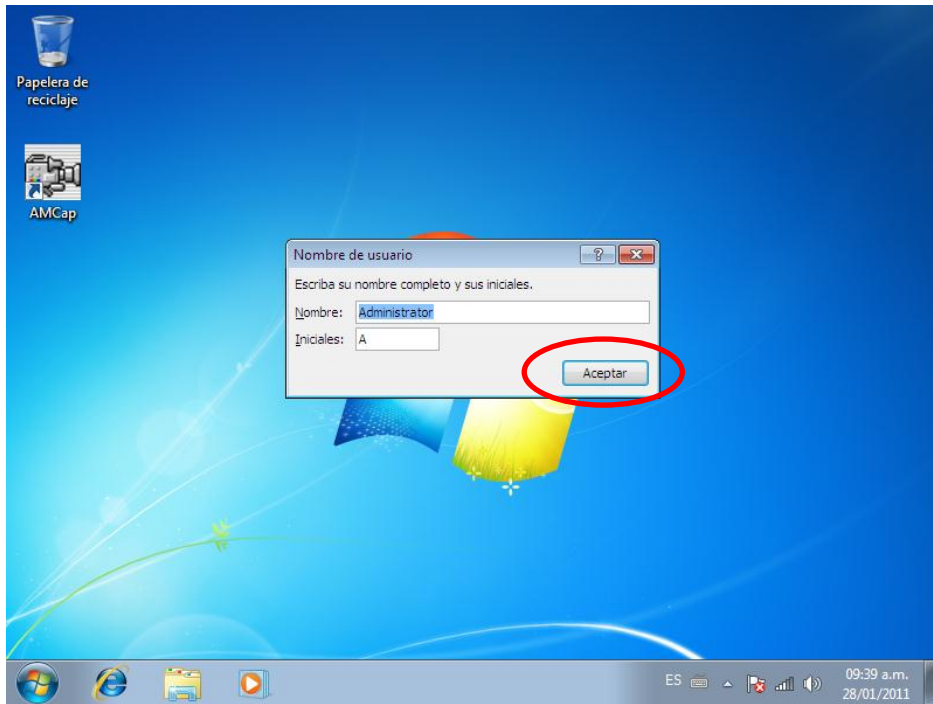 Papelera de
reciclaje
AMCap
Nombre de usuario
Escriba su nombre completo y sus iniciales.
Nombre: Administrator
Iniciales: A
Aceptar
ES
09:39 a.m.
28/01/2011